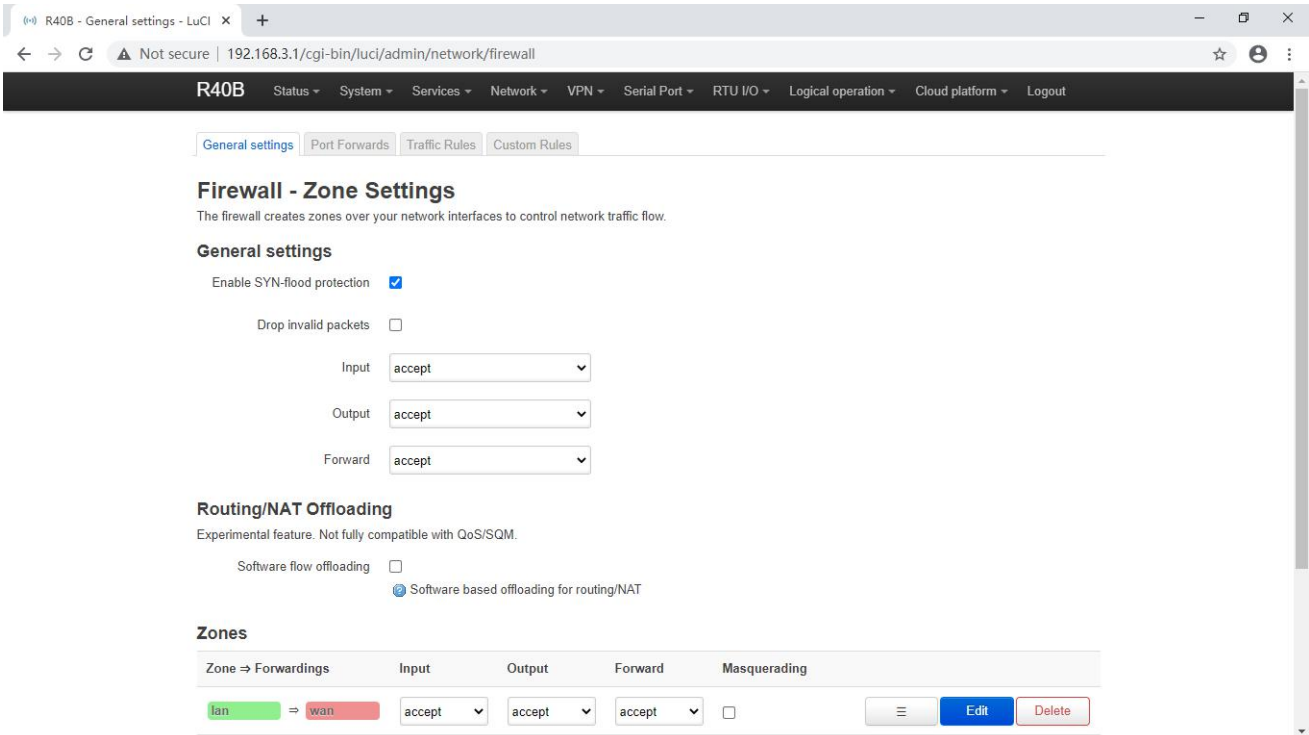 R40B - General settings - LuCI
Not secure | 192.168.3.1/cgi-bin/luci/admin/network/firewall
R40B Status System Services Network VPN Serial Port RTU I/O Logical operation Cloud platform Logout
General settings Port Forwards Traffic Rules Custom Rules
Firewall - Zone Settings
The firewall creates zones over your network interfaces to control network traffic flow.
General settings
Enable SYN-flood protection
Drop invalid packets
Input accept
Output accept
Forward accept
Routing/NAT Offloading
Experimental feature. Not fully compatible with QoS/SQM.
Software flow offloading
Software based offloading for routing/NAT
Zones
Zone ⇒ Forwardings Input Output Forward Masquerading
lan ⇒ wan accept accept accept Edit Delete